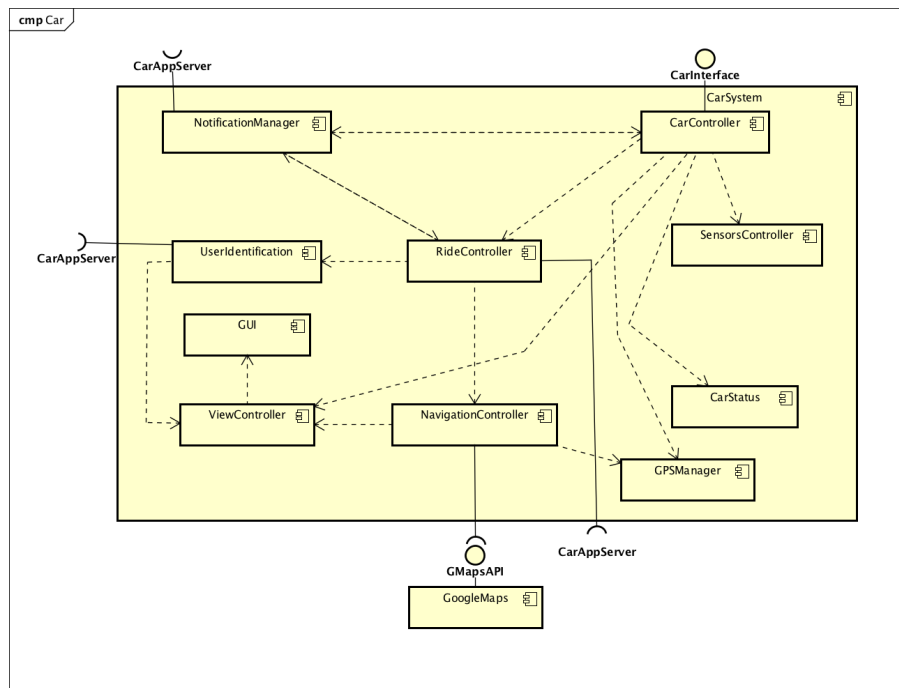 cmp Car
CarAppServer
CarInterface
CarSystem
NotificationManager
CarController
CarAppServer
UserIdentification
RideController
SensorsController
GUI
CarStatus
ViewController
NavigationController
GPSManager
CarAppServer
GMapsAPI
GoogleMaps